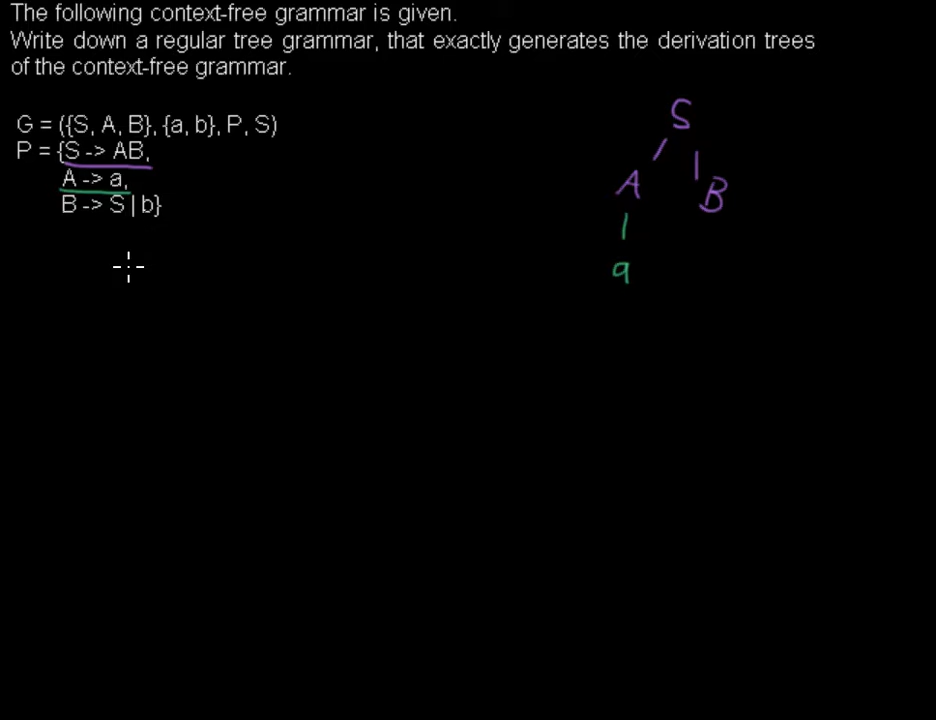 The following context-free grammar is given.
Write down a regular tree grammar, that exactly generates the derivation trees
of the context-free grammar.
G = ({S, A, B}, {a, b}, P, S)
P = {S -> AB,
A -> a,
B -> S | b}
S
A B
a